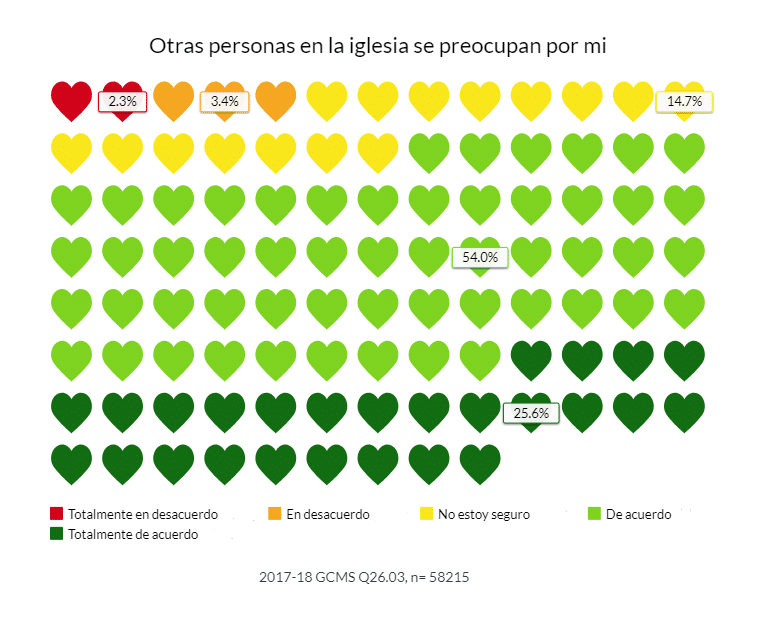 Otras personas en la iglesia se preocupan por mi
2.3%
3.4%
14.7%
54.0%
25.6%
Totalmente en desacuerdo
En desacuerdo
No estoy seguro
De acuerdo
Totalmente de acuerdo
2017-18 GCMS Q26.03, n= 58215